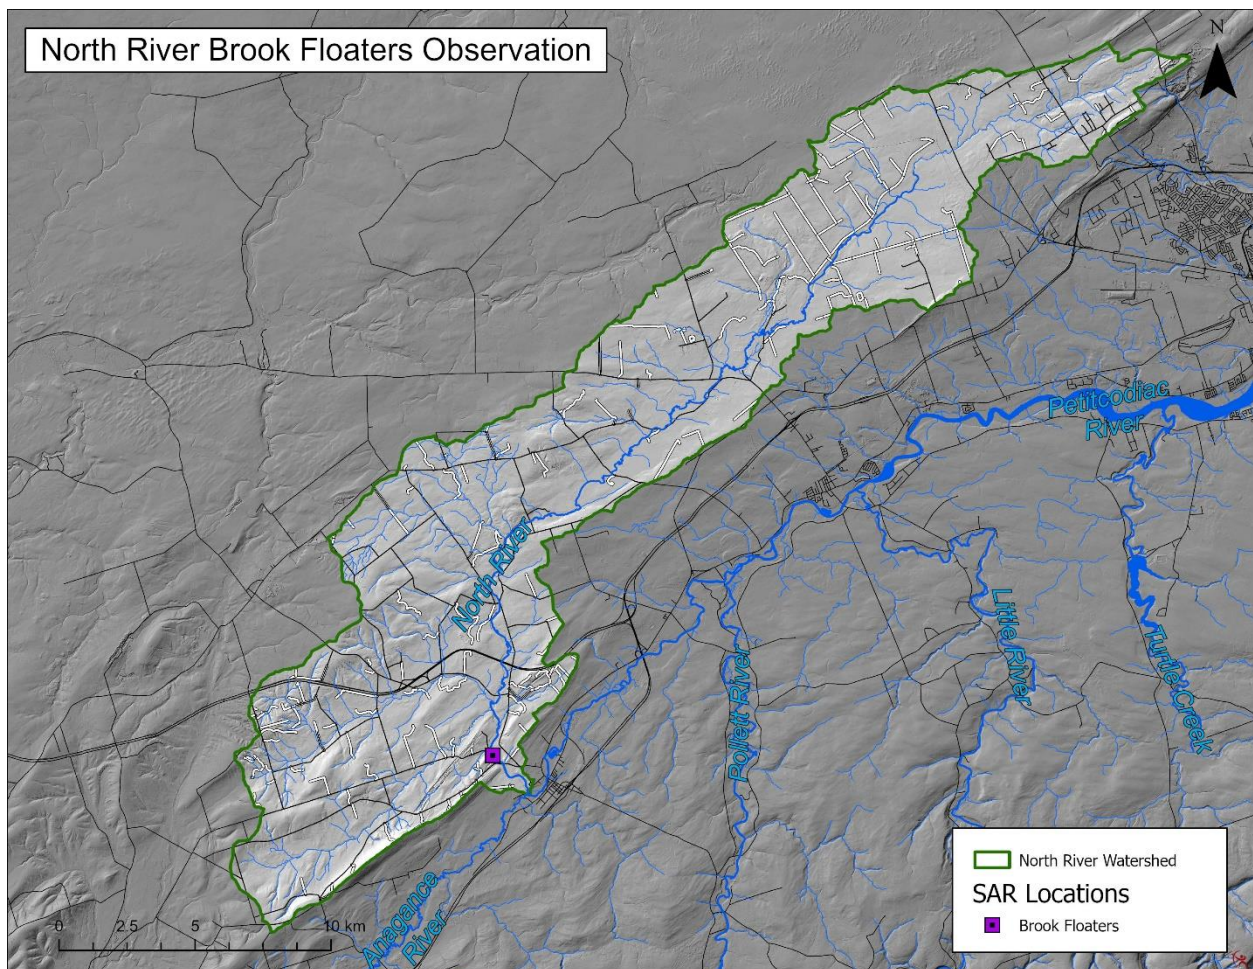 North River Brook Floaters Observation
N
Petitcodiac
River
North River
Little River
Turtle Creek
Pollett River
Anagance
River
0 2.5 5 10 km
North River Watershed
SAR Locations
Brook Floaters